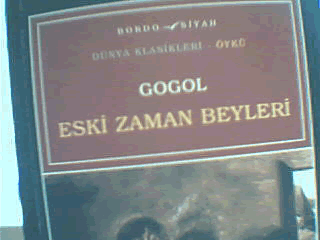 BORDO SİYAH
DÜNYA KLASİKLERİ - ÖYKÜ
GOGOL
ESKİ ZAMAN BEYLERİ